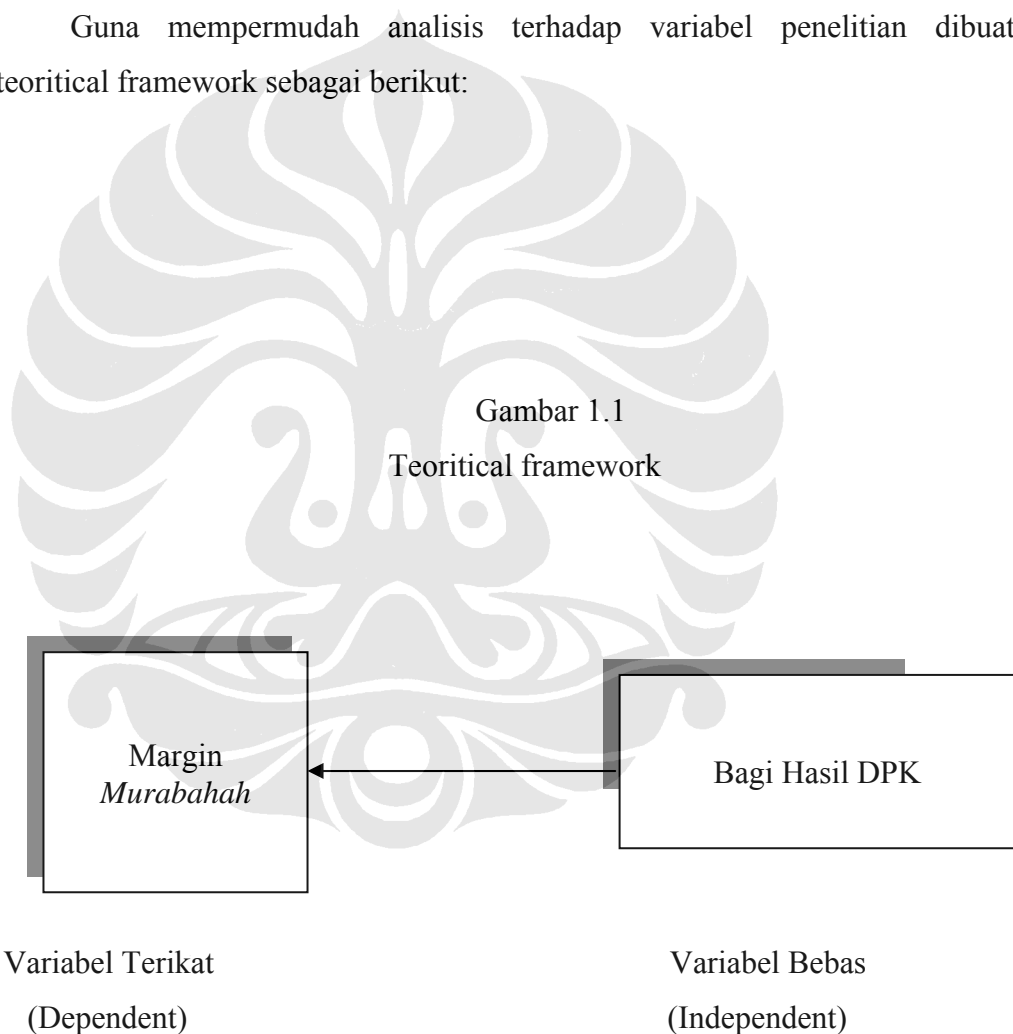 Guna mempermudah analisis terhadap variabel penelitian dibuat
teoritical framework sebagai berikut:
Gambar 1.1
Teoritical framework
Margin
Murabahah
Bagi Hasil DPK
Variabel Terikat
(Dependent)
Variabel Bebas
(Independent)